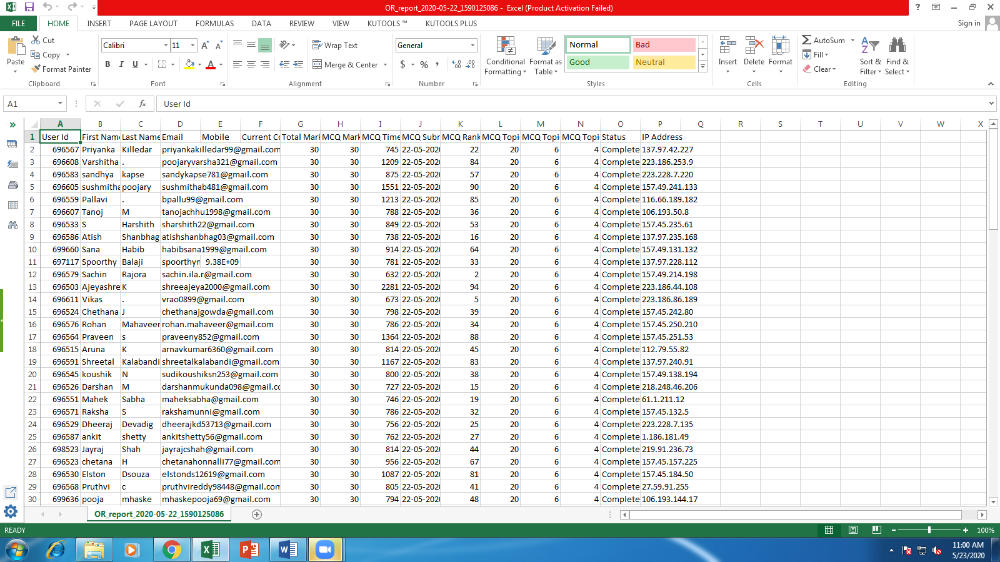 OR_report_2020-05-22_1590125086 - Excel (Product Activation Failed)
FILE HOME INSERT PAGE LAYOUT FORMULAS DATA REVIEW VIEW KUTOOLS ™ KUTOOLS PLUS Sign in
Paste Cut Copy Format Painter Clipboard
Calibri 11 B I U A Font
Wrap Text Merge & Center Alignment
General $ % , Number
Conditional Formatting Format as Table Normal Bad Good Neutral Styles
Insert Delete Format Cells
AutoSum Fill Clear Sort & Filter Find & Select Editing
A1 fx User Id
A B C D E F G H I J K L M N O P Q R S T U V W X
1 User Id First Name Last Name Email Mobile Current Co Total Mark MCQ Mark MCQ Time MCQ Subm MCQ Rank MCQ Topi MCQ Topi MCQ Topi Status IP Address
2 696567 Priyanka Killedar priyankakilledar99@gmail.com 30 30 745 22-05-2020 22 20 6 4 Complete 137.97.42.227
3 696608 Varshitha . poojaryvarsha321@gmail.com 30 30 1209 22-05-2020 84 20 6 4 Complete 223.186.253.9
4 696583 sandhya kapse sandykapse781@gmail.com 30 30 875 22-05-2020 57 20 6 4 Complete 223.228.7.220
5 696605 sushmitha poojary sushmithab481@gmail.com 30 30 1551 22-05-2020 90 20 6 4 Complete 157.49.241.133
6 696559 Pallavi . bpallu99@gmail.com 30 30 1213 22-05-2020 85 20 6 4 Complete 116.66.189.182
7 696607 Tanoj M tanojachhu1998@gmail.com 30 30 788 22-05-2020 36 20 6 4 Complete 106.193.50.8
8 696533 S Harshith sharshith22@gmail.com 30 30 849 22-05-2020 53 20 6 4 Complete 157.45.235.61
9 696586 Atish Shanbhag atishshanbhag03@gmail.com 30 30 738 22-05-2020 16 20 6 4 Complete 137.97.235.168
10 699660 Sana Habib habibsana1999@gmail.com 30 30 914 22-05-2020 64 20 6 4 Complete 157.49.131.132
11 697117 Spoorthy Balaji spoorthyr 9.38E+09 30 30 781 22-05-2020 33 20 6 4 Complete 137.97.228.112
12 696579 Sachin Rajora sachin.ila.r@gmail.com 30 30 632 22-05-2020 2 20 6 4 Complete 157.49.214.198
13 696503 Ajeyashre K shreeajeya2000@gmail.com 30 30 2281 22-05-2020 94 20 6 4 Complete 223.186.44.108
14 696611 Vikas . vrao0899@gmail.com 30 30 673 22-05-2020 5 20 6 4 Complete 223.186.86.189
15 696524 Chethana J chethanajgowda@gmail.com 30 30 798 22-05-2020 39 20 6 4 Complete 157.45.242.80
16 696576 Rohan Mahaveer rohan.mahaveer@gmail.com 30 30 786 22-05-2020 34 20 6 4 Complete 157.45.250.210
17 696564 Praveen s praveeny852@gmail.com 30 30 1364 22-05-2020 88 20 6 4 Complete 157.45.251.53
18 696515 Aruna K arnavkumar6360@gmail.com 30 30 814 22-05-2020 45 20 6 4 Complete 112.79.55.82
19 696591 Shreetal Kalabandi shreetalkalabandi@gmail.com 30 30 1167 22-05-2020 83 20 6 4 Complete 137.97.240.91
20 696545 koushik N sudikoushiksn253@gmail.com 30 30 800 22-05-2020 38 20 6 4 Complete 157.49.138.194
21 696526 Darshan M darshanmukunda098@gmail.co 30 30 727 22-05-2020 15 20 6 4 Complete 218.248.46.206
22 696551 Mahek Sabha maheksabha@gmail.com 30 30 746 22-05-2020 19 20 6 4 Complete 61.1.211.12
23 696571 Raksha S rakshamunni@gmail.com 30 30 786 22-05-2020 32 20 6 4 Complete 157.45.132.5
24 696529 Dheeraj Devadig dheerajkd53713@gmail.com 30 30 756 22-05-2020 25 20 6 4 Complete 223.228.7.135
25 696587 ankit shetty ankitshetty56@gmail.com 30 30 762 22-05-2020 27 20 6 4 Complete 1.186.181.49
26 698523 Jayraj Shah jayrajcshah@gmail.com 30 30 814 22-05-2020 44 20 6 4 Complete 219.91.236.73
27 696523 chetana H chetanahonnalli77@gmail.com 30 30 956 22-05-2020 67 20 6 4 Complete 157.45.157.225
28 696530 Elston Dsouza elstonds12619@gmail.com 30 30 1087 22-05-2020 81 20 6 4 Complete 157.45.184.50
29 696568 Pruthvi c pruthvireddy98448@gmail.com 30 30 805 22-05-2020 41 20 6 4 Complete 27.59.91.255
30 699636 pooja mhaske mhaskepooja69@gmail.com 30 30 794 22-05-2020 48 20 6 4 Complete 106.193.144.17
OR_report_2020-05-22_1590125086
READY 100%
11:00 AM
5/23/2020